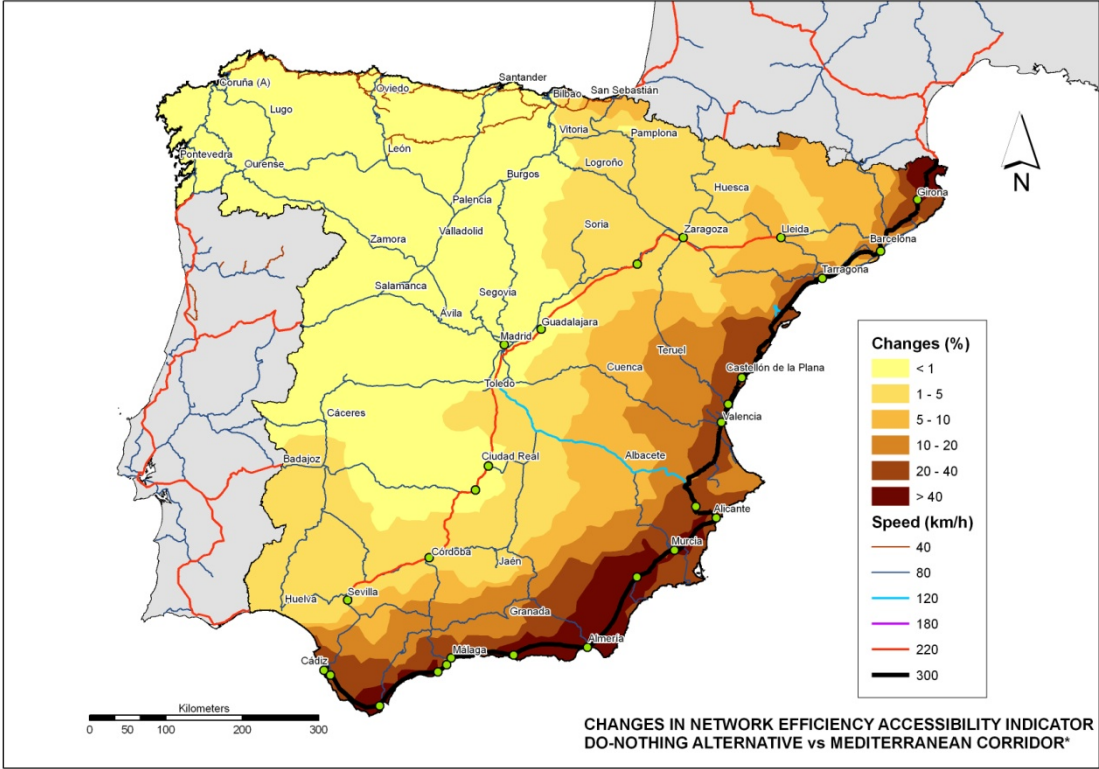 Santander
Coruña (A)
Oviedo
Bilbao
San Sebastián
Lugo
Vitoria
Pamplona
León
Pontevedra
Ourense
Logroño
Burgos
Huesca
Girona
N
Palencia
Soria
Zaragoza
Lleida
Valladolid
Barcelona
Zamora
Tarragona
Salamanca
Segovia
Ávila
Guadalajara
Madrid
Teruel
Cuenca
Castellón de la Plana
Toledo
Cáceres
Valencia
Badajoz
Ciudad Real
Albacete
Alicante
Murcia
Córdoba
Jaén
Huelva
Sevilla
Granada
Almería
Málaga
Cádiz
Changes (%)
< 1
1 - 5
5 - 10
10 - 20
20 - 40
> 40
Speed (km/h)
40
80
120
180
220
300
Kilometers
0 50 100 200 300
CHANGES IN NETWORK EFFICIENCY ACCESSIBILITY INDICATOR
DO-NOTHING ALTERNATIVE vs MEDITERRANEAN CORRIDOR*